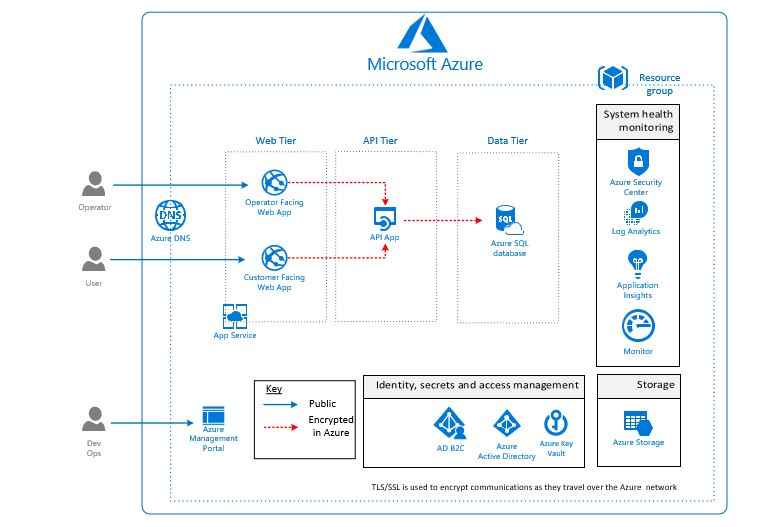 Microsoft Azure
Resource
group
System health
monitoring
Web Tier
API Tier
Data Tier
Azure Security
Center
Operator
Operator Facing
Web App
DNS
Azure DNS
API App
SQL
Azure SQL
database
Log Analytics
User
Customer Facing
Web App
Application
Insights
App Service
Monitor
Key
Public
Encrypted
in Azure
Identity, secrets and access management
Storage
Dev
Ops
Azure
Management
Portal
AD B2C
Azure
Active Directory
Azure Key
Vault
Azure Storage
TLS/SSL is used to encrypt communications as they travel over the Azure network